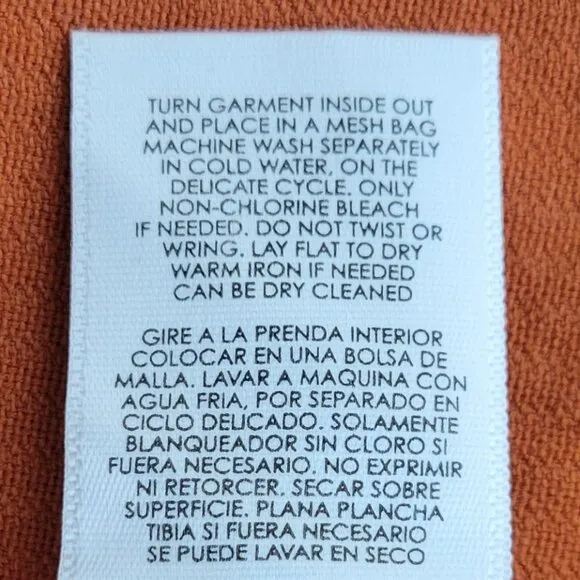 TURN GARMENT INSIDE OUT
AND PLACE IN A MESH BAG
MACHINE WASH SEPARATELY
IN COLD WATER, ON THE
DELICATE CYCLE. ONLY
NON-CHLORINE BLEACH
IF NEEDED. DO NOT TWIST OR
WRING. LAY FLAT TO DRY
WARM IRON IF NEEDED
CAN BE DRY CLEANED
GIRE A LA PRENDA INTERIOR
COLOCAR EN UNA BOLSA DE
MALLA. LAVAR A MAQUINA CON
AGUA FRIA, POR SEPARADO EN
CICLO DELICADO. SOLAMENTE
BLANQUEADOR SIN CLORO SI
FUERA NECESARIO. NO EXPRIMIR
NI RETORCER. SECAR SOBRE
SUPERFICIE. PLANA PLANCHA
TIBIA SI FUERA NECESARIO
SE PUEDE LAVAR EN SECO